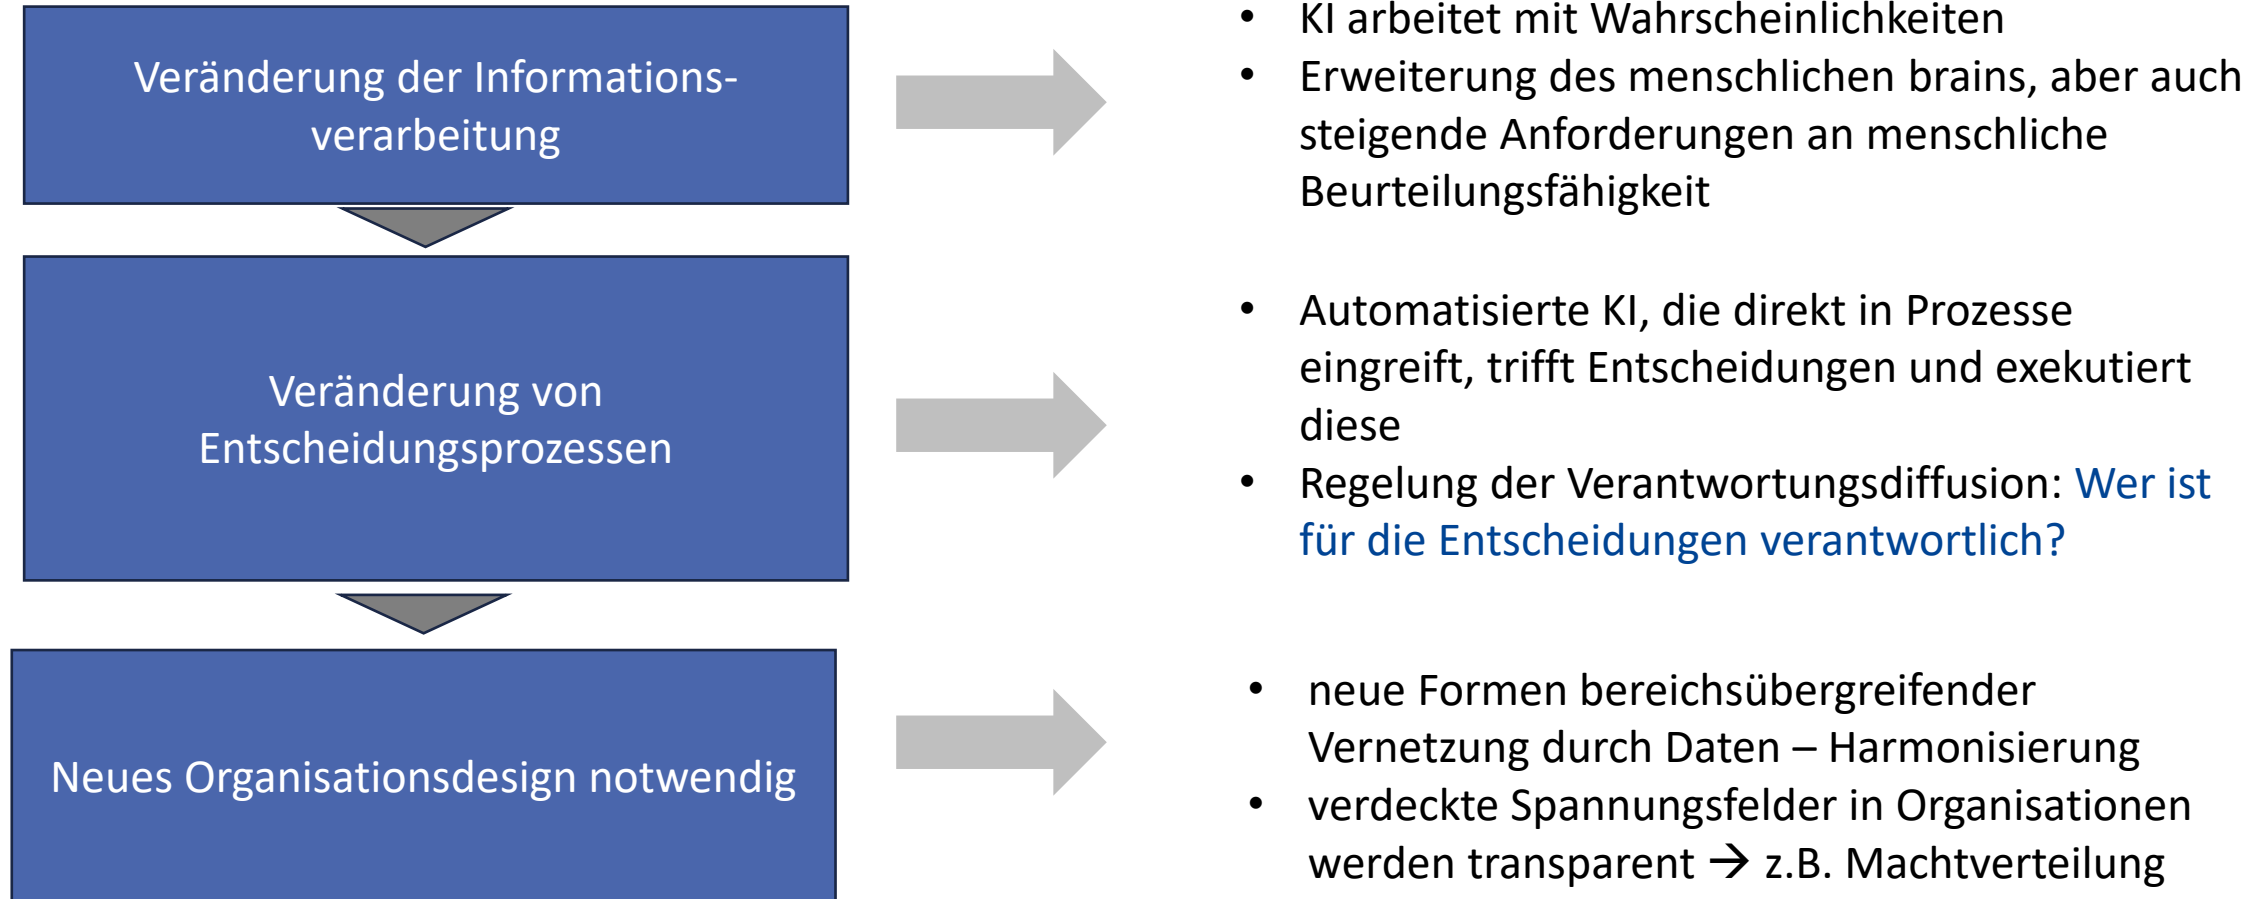 Veränderung der Informations-
verarbeitung
• KI arbeitet mit Wahrscheinlichkeiten
• Erweiterung des menschlichen brains, aber auch
steigende Anforderungen an menschliche
Beurteilungsfähigkeit
Veränderung von
Entscheidungsprozessen
• Automatisierte KI, die direkt in Prozesse
eingreift, trifft Entscheidungen und exekutiert
diese
• Regelung der Verantwortungsdiffusion: Wer ist
für die Entscheidungen verantwortlich?
Neues Organisationsdesign notwendig
• neue Formen bereichsübergreifender
Vernetzung durch Daten – Harmonisierung
• verdeckte Spannungsfelder in Organisationen
werden transparent → z.B. Machtverteilung